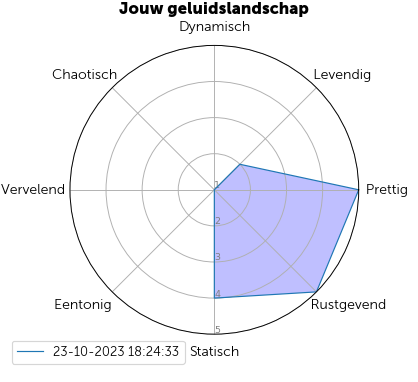 Jouw geluidslandschap
Dynamisch
Chaotisch
Levendig
1
Vervelend
Prettig
2
3
4
Eentonig
Rustgevend
5
23-10-2023 18:24:33
Statisch